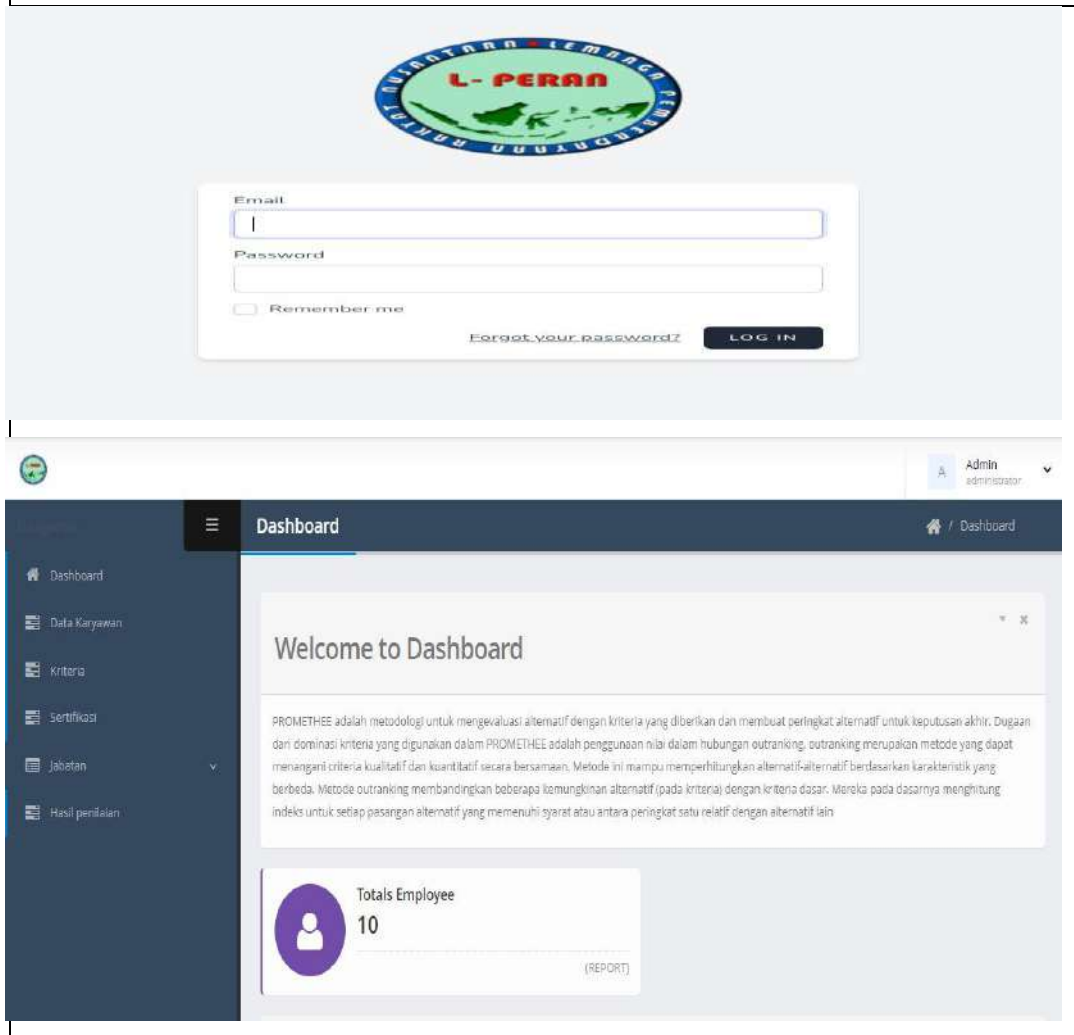 L - PERAN
LEMBAGA PEMBERDAYAAN RAKYAT NUSANTARA
Email
Password
Remember me
Forgot your password?
LOG IN
A
Admin
administrator
Dashboard
/ Dashboard
Dashboard
Data Karyawan
Kriteria
Sertifikasi
Jabatan
Hasil penilaian
Welcome to Dashboard
PROMETHEE adalah metodologi untuk mengevaluasi alternatif dengan kriteria yang diberikan dan membuat peringkat alternatif untuk keputusan akhir. Dugaan
dari dominasi kriteria yang digunakan dalam PROMETHEE adalah penggunaan nilai dalam hubungan outranking. outranking merupakan metode yang dapat
menangani criteria kualitatif dan kuantitatif secara bersamaan. Metode ini mampu memperhitungkan alternatif-alternatif berdasarkan karakteristik yang
berbeda. Metode outranking membandingkan beberapa kemungkinan alternatif (pada kriteria) dengan kriteria dasar. Mereka pada dasarnya menghitung
indeks untuk setiap pasangan alternatif yang memenuhi syarat atau antara peringkat satu relatif dengan alternatif lain
Totals Employee
10
(REPORT)